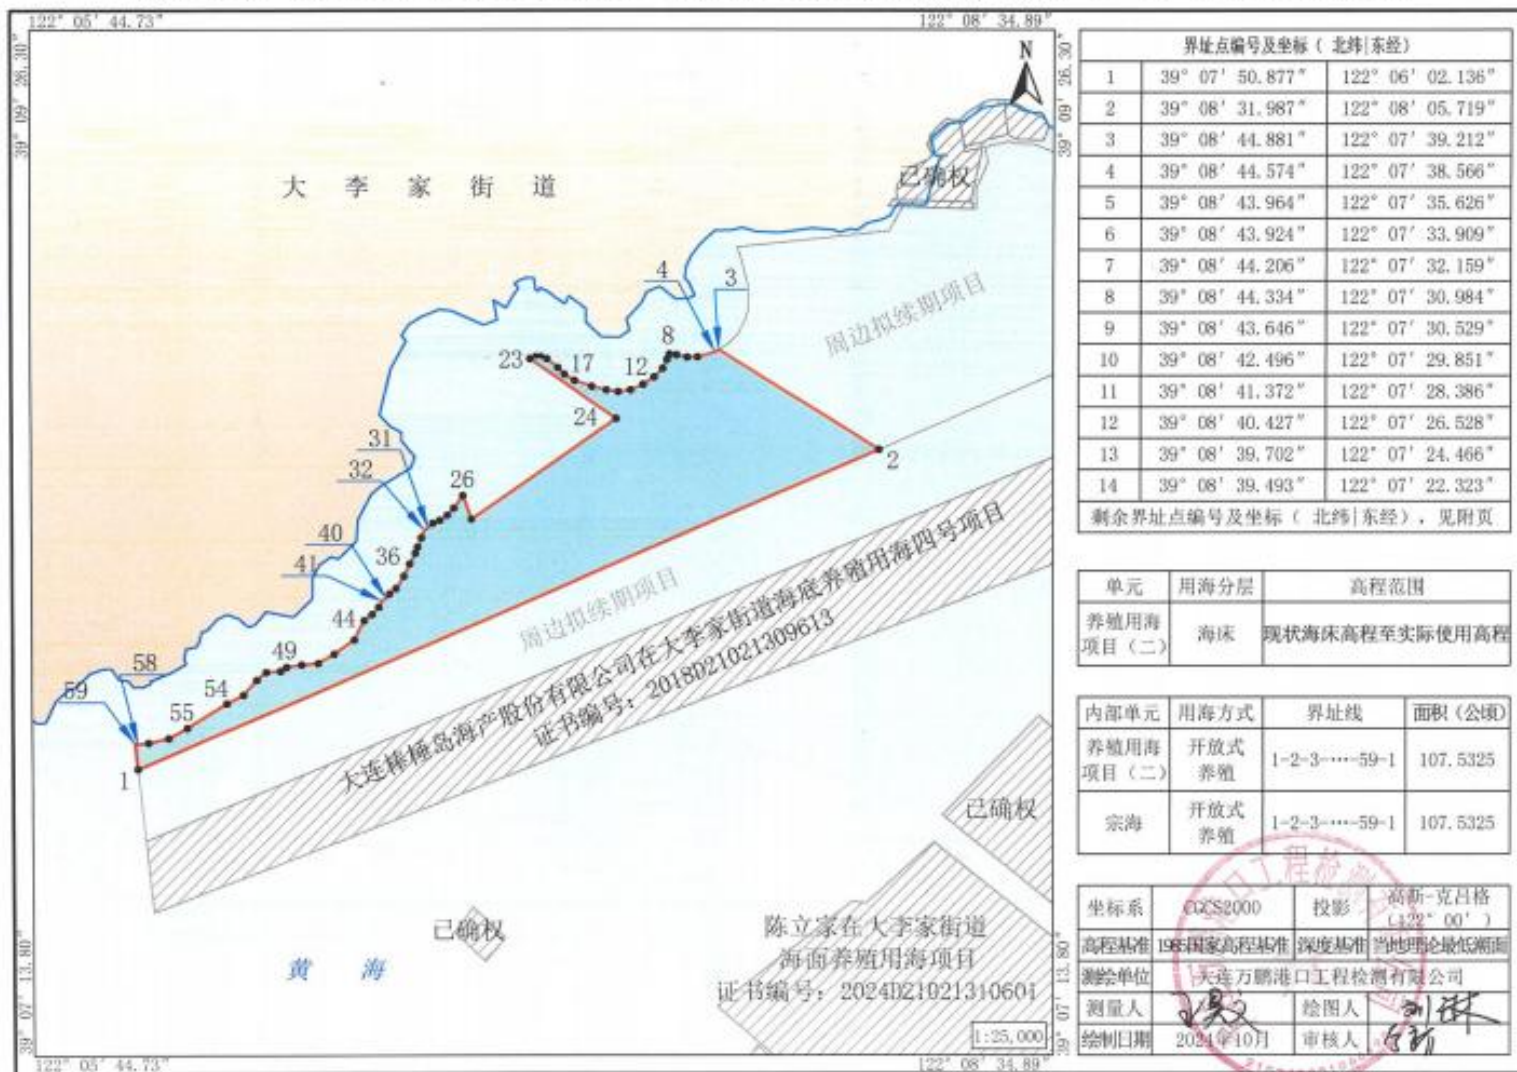 122° 05′ 44.73″
122° 08′ 34.89″
39° 09′ 26.30″
39° 09′ 26.30″
N
大 李 家 街 道
已确权
4
3
周边拟续期项目
8
23
17
12
24
2
31
32
26
40
41
36
44
周边拟续期项目
49
58
59
54
55
1
大连棒棰岛海产股份有限公司在大李家街道海底养殖用海四号项目
证书编号：2018D21021309613
已确权
已确权
陈立家在大李家街道
海面养殖用海项目
证书编号：2024D21021310601
黄 海
1:25,000
39° 07′ 13.80″
39° 07′ 13.80″
122° 05′ 44.73″
122° 08′ 34.89″
界址点编号及坐标（ 北纬|东经）
1 39° 07′ 50.877″ 122° 06′ 02.136″
2 39° 08′ 31.987″ 122° 08′ 05.719″
3 39° 08′ 44.881″ 122° 07′ 39.212″
4 39° 08′ 44.574″ 122° 07′ 38.566″
5 39° 08′ 43.964″ 122° 07′ 35.626″
6 39° 08′ 43.924″ 122° 07′ 33.909″
7 39° 08′ 44.206″ 122° 07′ 32.159″
8 39° 08′ 44.334″ 122° 07′ 30.984″
9 39° 08′ 43.646″ 122° 07′ 30.529″
10 39° 08′ 42.496″ 122° 07′ 29.851″
11 39° 08′ 41.372″ 122° 07′ 28.386″
12 39° 08′ 40.427″ 122° 07′ 26.528″
13 39° 08′ 39.702″ 122° 07′ 24.466″
14 39° 08′ 39.493″ 122° 07′ 22.323″
剩余界址点编号及坐标（ 北纬|东经），见附页
单元 用海分层 高程范围
养殖用海
项目（二） 海床 现状海床高程至实际使用高程
内部单元 用海方式 界址线 面积（公顷）
养殖用海 开放式
项目（二） 养殖 1-2-3-···-59-1 107.5325
宗海 开放式
养殖 1-2-3-···-59-1 107.5325
坐标系 CGCS2000 投影 高斯-克吕格
（122° 00′ ）
高程基准 1985国家高程基准 深度基准 当地理论最低潮面
测绘单位 大连万鹏港口工程检测有限公司
测量人 绘图人
绘制日期 2024年10月 审核人